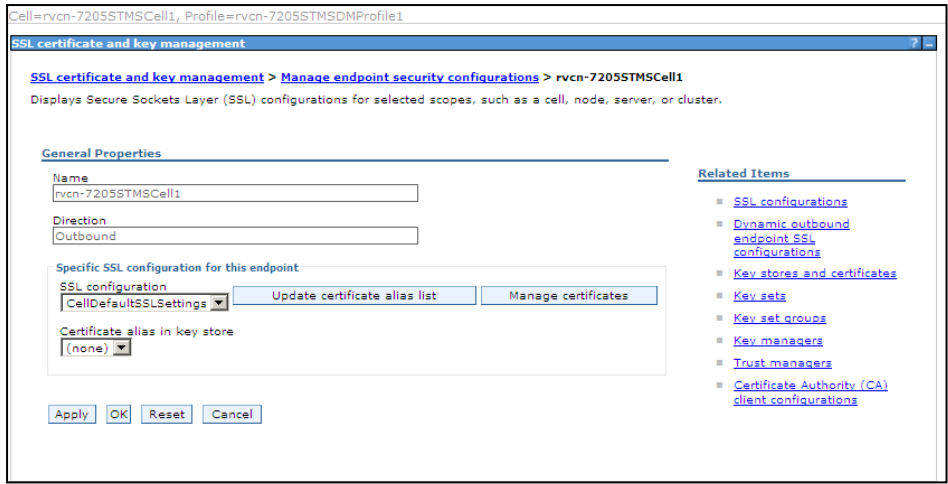 Cell=rvcn-7205STMSCell1, Profile=rvcn-7205STMSDMProfile1
SSL certificate and key management ? –
SSL certificate and key management > Manage endpoint security configurations > rvcn-7205STMSCell1
Displays Secure Sockets Layer (SSL) configurations for selected scopes, such as a cell, node, server, or cluster.
General Properties
Name
rvcn-7205STMSCell1
Direction
Outbound
Specific SSL configuration for this endpoint
SSL configuration
CellDefaultSSLSettings Update certificate alias list Manage certificates
Certificate alias in key store
(none)
Apply OK Reset Cancel
Related Items
SSL configurations
Dynamic outbound
endpoint SSL
configurations
Key stores and certificates
Key sets
Key set groups
Key managers
Trust managers
Certificate Authority (CA)
client configurations